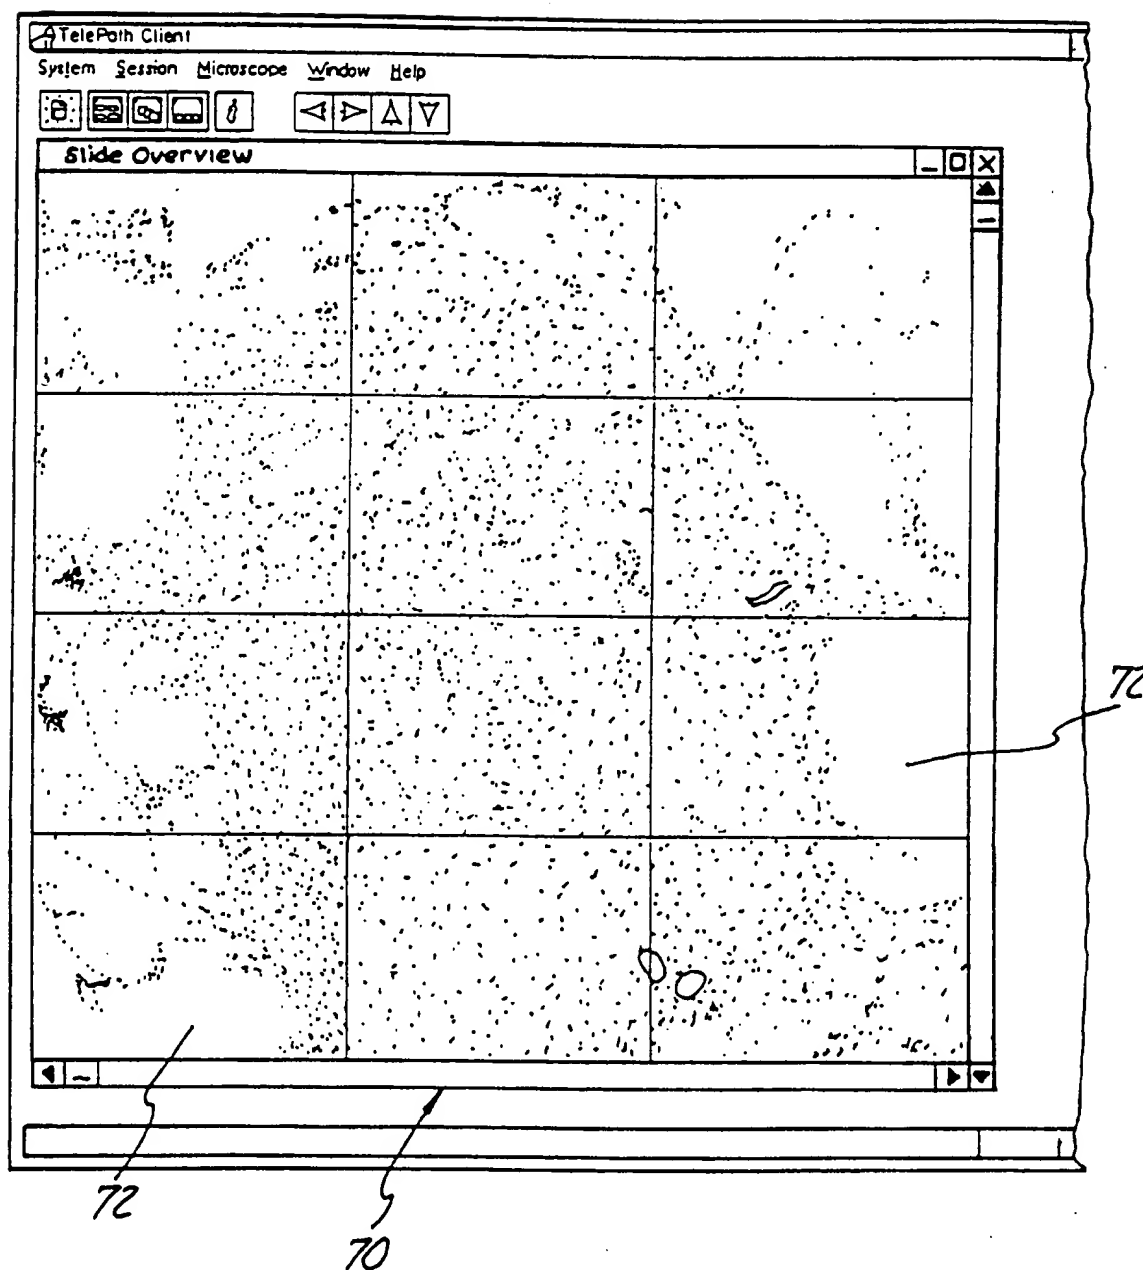 TelePath Client
System Session Microscope Window Help
Slide Overview
72
72
70